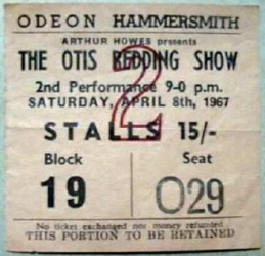 ODEON HAMMERSMITH
ARTHUR HOWES presents
THE OTIS REDDING SHOW
2nd Performance 9-0 p.m.
SATURDAY, APRIL 8th, 1967
2
STALLS 15/-
Block Seat
19 O29
No ticket exchanged nor money refunded
THIS PORTION TO BE RETAINED